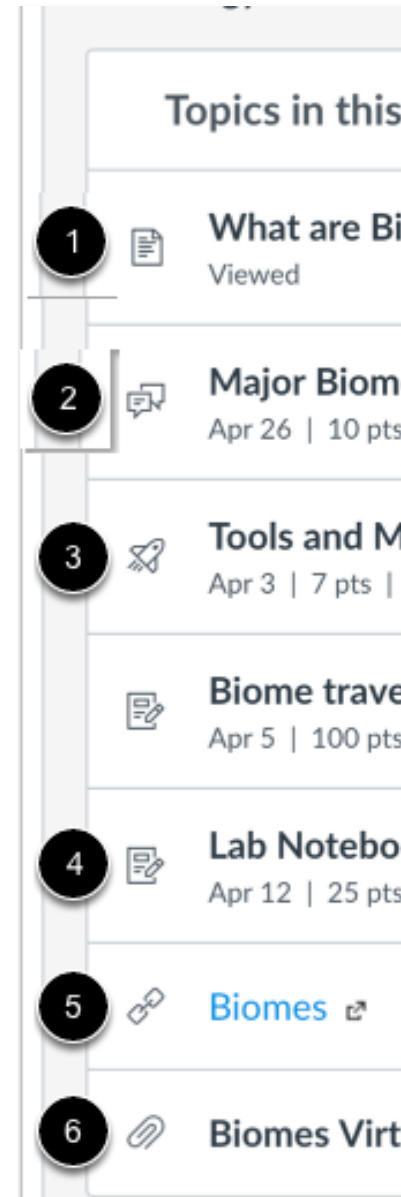 Topics in this
1
What are Bi
Viewed
2
Major Biom
Apr 26 | 10 pts
3
Tools and M
Apr 3 | 7 pts |
Biome trave
Apr 5 | 100 pts
4
Lab Notebo
Apr 12 | 25 pts
5
Biomes
6
Biomes Virt